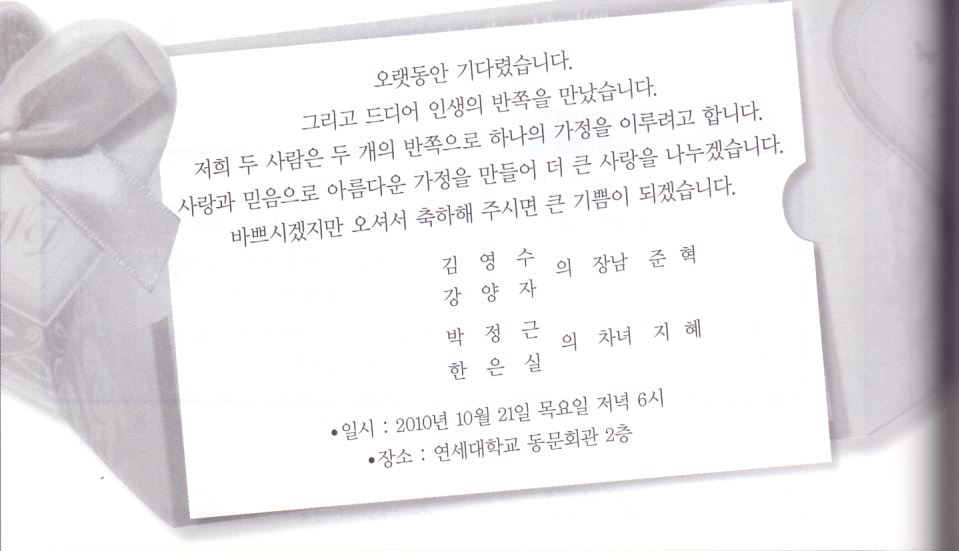 오랫동안 기다렸습니다.
그리고 드디어 인생의 반쪽을 만났습니다.
저희 두 사람은 두 개의 반쪽으로 하나의 가정을 이루려고 합니다.
사랑과 믿음으로 아름다운 가정을 만들어 더 큰 사랑을 나누겠습니다.
바쁘시겠지만 오셔서 축하해 주시면 큰 기쁨이 되겠습니다.
김 영 수
의 장남 준 혁
강 양 자
박 정 근
의 차녀 지 혜
한 은 실
•일시 : 2010년 10월 21일 목요일 저녁 6시
•장소 : 연세대학교 동문회관 2층